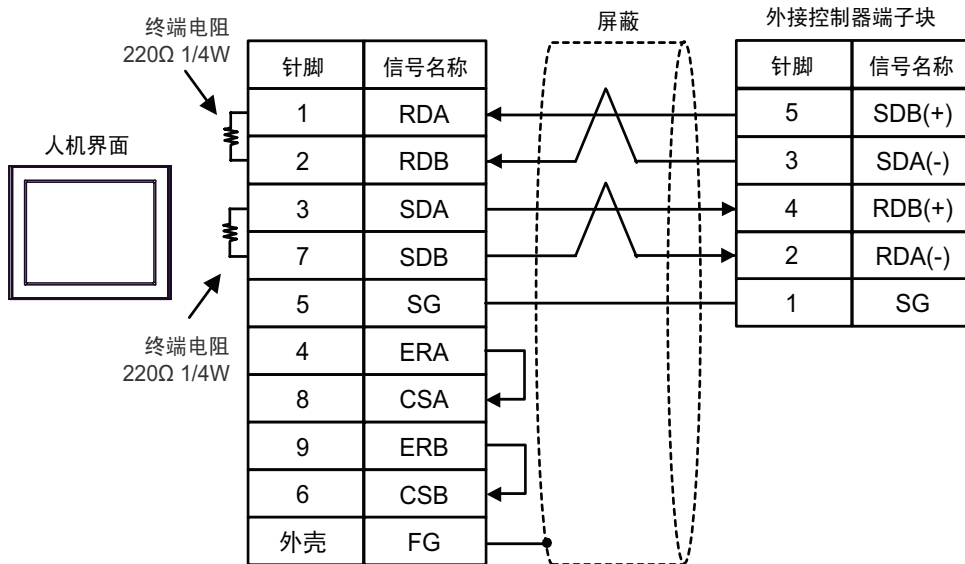 终端电阻
220Ω 1/4W
人机界面
终端电阻
220Ω 1/4W
针脚 信号名称
1 RDA
2 RDB
3 SDA
7 SDB
5 SG
4 ERA
8 CSA
9 ERB
6 CSB
外壳 FG
屏蔽
外接控制器端子块
针脚 信号名称
5 SDB(+)
3 SDA(-)
4 RDB(+)
2 RDA(-)
1 SG